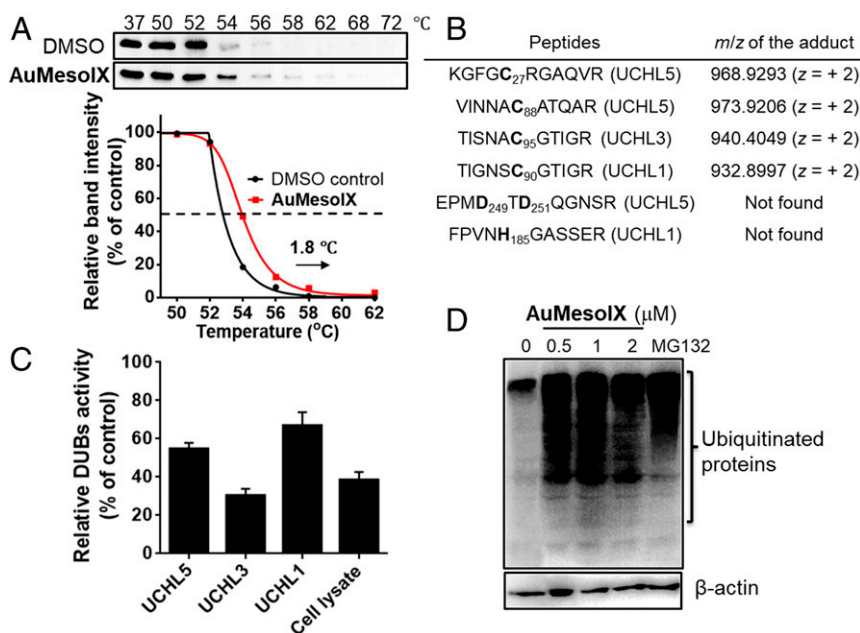 A
37 50 52 54 56 58 62 68 72 °C
DMSO
AuMesoIX
Relative band intensity
(% of control)
100
80
60
40
20
0
DMSO control
AuMesoIX
1.8 °C
50 52 54 56 58 60 62
Temperature (°C)
B
Peptides m/z of the adduct
KGFGC27RGAQVR (UCHL5) 968.9293 (z = + 2)
VINNAC88ATQAR (UCHL5) 973.9206 (z = + 2)
TISNAC95GTIGR (UCHL3) 940.4049 (z = + 2)
TIGNSC90GTIGR (UCHL1) 932.8997 (z = + 2)
EPMD249TD251QGNSR (UCHL5) Not found
FPVNH185GASSER (UCHL1) Not found
C
Relative DUBs activity
(% of control)
100
80
60
40
20
0
UCHL5
UCHL3
UCHL1
Cell lysate
D
AuMesoIX (μM)
0 0.5 1 2 MG132
Ubiquitinated
proteins
β-actin